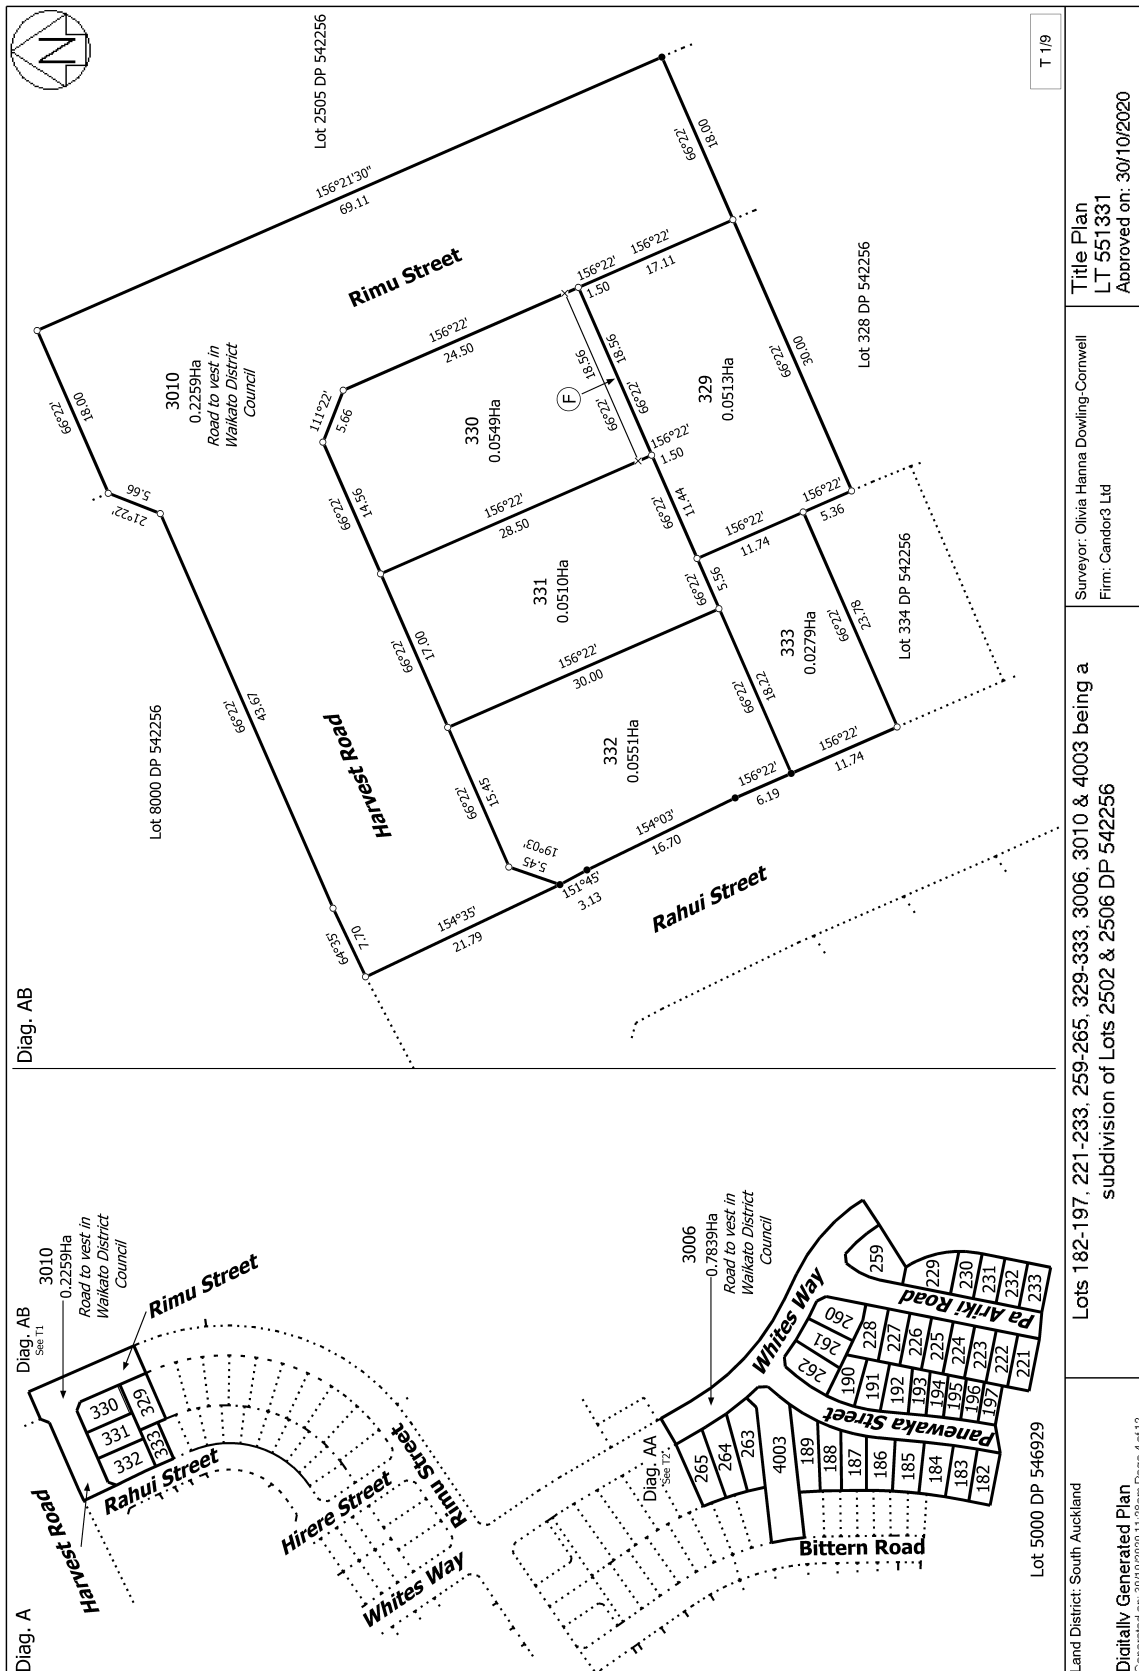 Diag. A
Diag. AB
See T1
3010
0.2259Ha
Road to vest in
Waikato District
Council
Rimu Street
330
331
332
329
333
Harvest Road
Rahui Street
Hirere Street
Rimu Street
Whites Way
Diag. AA
See T2
3006
0.7839Ha
Road to vest in
Waikato District
Council
Whites Way
265
264
263
4003
262
261
260
259
229
230
231
232
233
Pa Ariki Road
228
227
226
225
224
223
222
221
190
191
192
193
194
195
196
197
Panewaka Street
189
188
187
186
185
184
183
182
Bittern Road
Lot 5000 DP 546929
Diag. AB
N
Lot 2505 DP 542256
Lot 8000 DP 542256
3010
0.2259Ha
Road to vest in
Waikato District
Council
66°22'
18.00
156°21'30"
69.11
66°22'
18.00
21°22'
5.66
66°22'
43.67
64°35'
7.70
154°35'
21.79
Harvest Road
Rimu Street
Rahui Street
111°22'
5.66
66°22'
14.56
66°22'
17.00
66°22'
15.45
19°03'
5.45
151°45'
3.13
154°03'
16.70
156°22'
6.19
156°22'
11.74
156°22'
24.50
156°22'
1.50
156°22'
17.11
330
0.0549Ha
156°22'
28.50
331
0.0510Ha
156°22'
30.00
332
0.0551Ha
F
18.56
66°22'
18.56
66°22'
156°22'
1.50
66°22'
11.44
66°22'
5.56
66°22'
18.22
329
0.0513Ha
66°22'
30.00
156°22'
11.74
156°22'
5.36
333
0.0279Ha
66°22'
23.78
Lot 334 DP 542256
Lot 328 DP 542256
T 1/9
Land District: South Auckland
Digitally Generated Plan
Lots 182-197, 221-233, 259-265, 329-333, 3006, 3010 & 4003 being a
subdivision of Lots 2502 & 2506 DP 542256
Surveyor: Olivia Hanna Dowling-Cornwell
Firm: Candor3 Ltd
Title Plan
LT 551331
Approved on: 30/10/2020